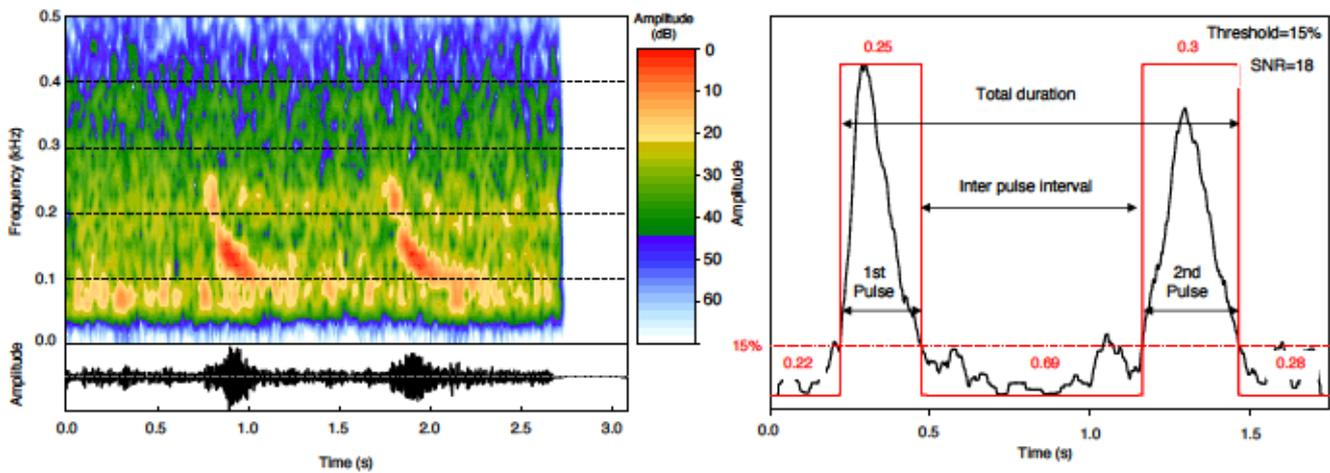 0.5
0.4
0.3
0.2
0.1
0.0
Frequency (kHz)
Amplitude
0.0 0.5 1.0 1.5 2.0 2.5 3.0
Time (s)
Amplitude
(dB)
0
10
20
30
40
50
60
Amplitude
0.25
0.3
Threshold=15%
SNR=18
Total duration
Inter pulse interval
1st
Pulse
2nd
Pulse
15%
0.22
0.69
0.28
0.0 0.5 1.0 1.5
Time (s)